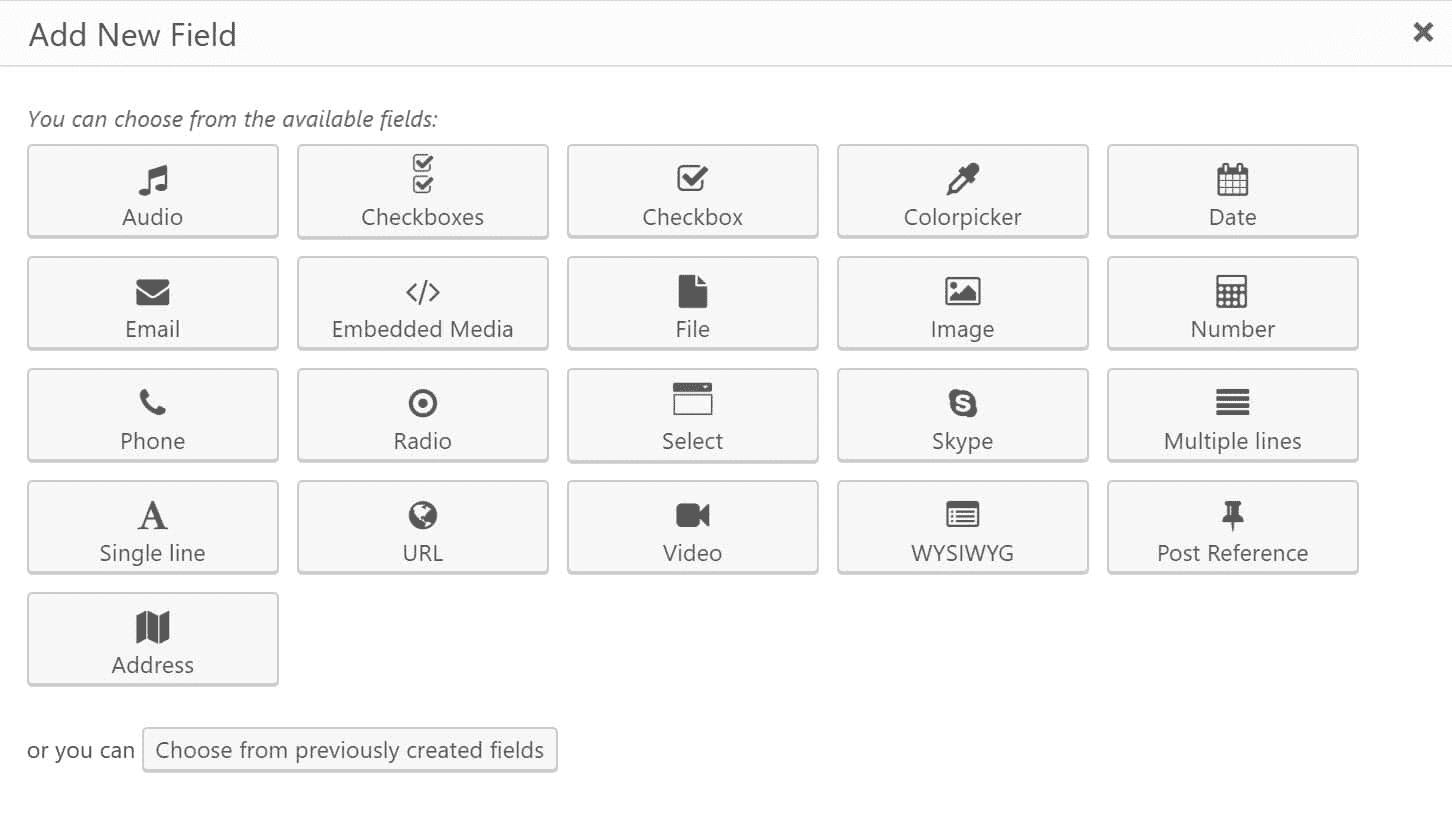 Add New Field
You can choose from the available fields:
Audio
Checkboxes
Checkbox
Colorpicker
Date
Email
Embedded Media
File
Image
Number
Phone
Radio
Select
Skype
Multiple lines
Single line
URL
Video
WYSIWYG
Post Reference
Address
or you can Choose from previously created fields